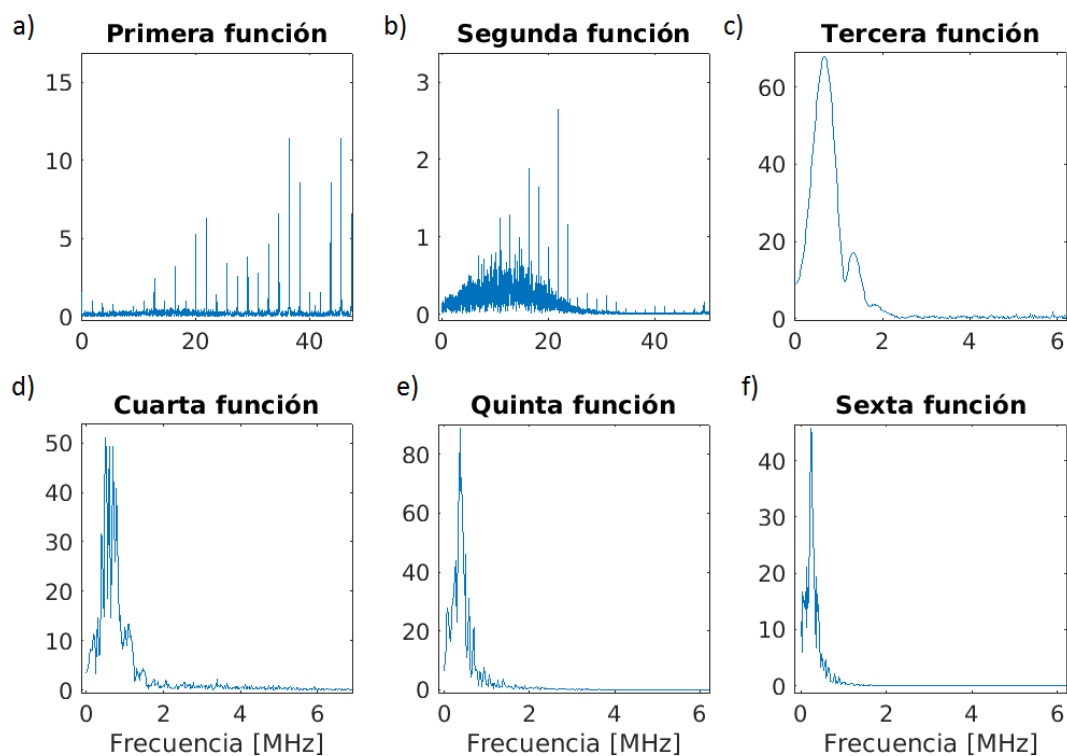 a) Primera función
15
10
5
0
0 20 40
b) Segunda función
3
2
1
0
0 20 40
c) Tercera función
60
40
20
0
0 2 4 6
d) Cuarta función
50
40
30
20
10
0
0 2 4 6
Frecuencia [MHz]
e) Quinta función
80
60
40
20
0
0 2 4 6
Frecuencia [MHz]
f) Sexta función
40
30
20
10
0
0 2 4 6
Frecuencia [MHz]